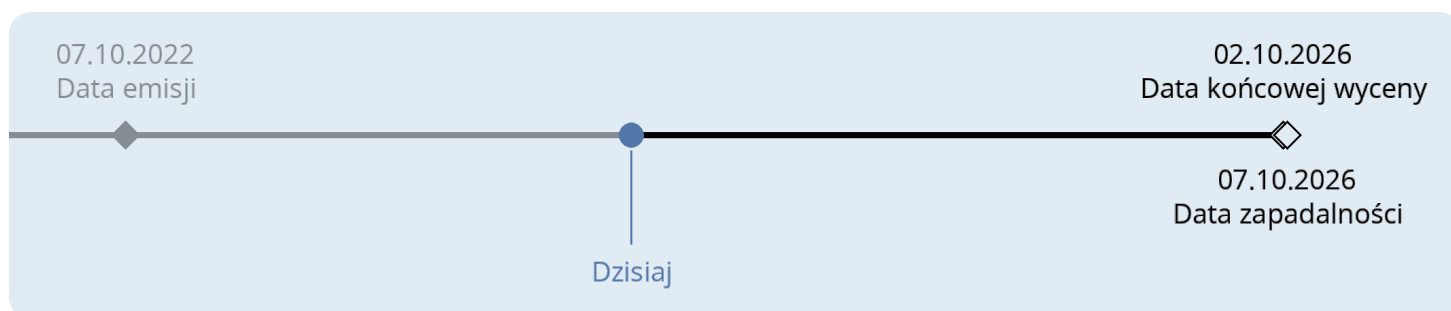 07.10.2022
Data emisji
02.10.2026
Data końcowej wyceny
07.10.2026
Data zapadalności
Dzisiaj